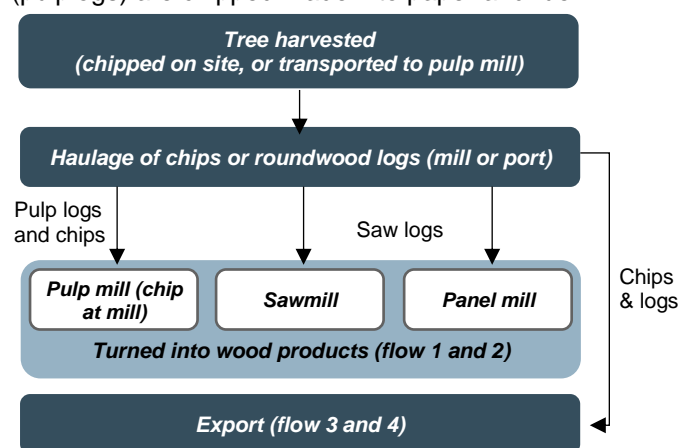 Tree harvested
(chipped on site, or transported to pulp mill)
Haulage of chips or roundwood logs (mill or port)
Pulp logs
and chips
Saw logs
Chips
& logs
Pulp mill (chip
at mill)
Sawmill
Panel mill
Turned into wood products (flow 1 and 2)
Export (flow 3 and 4)